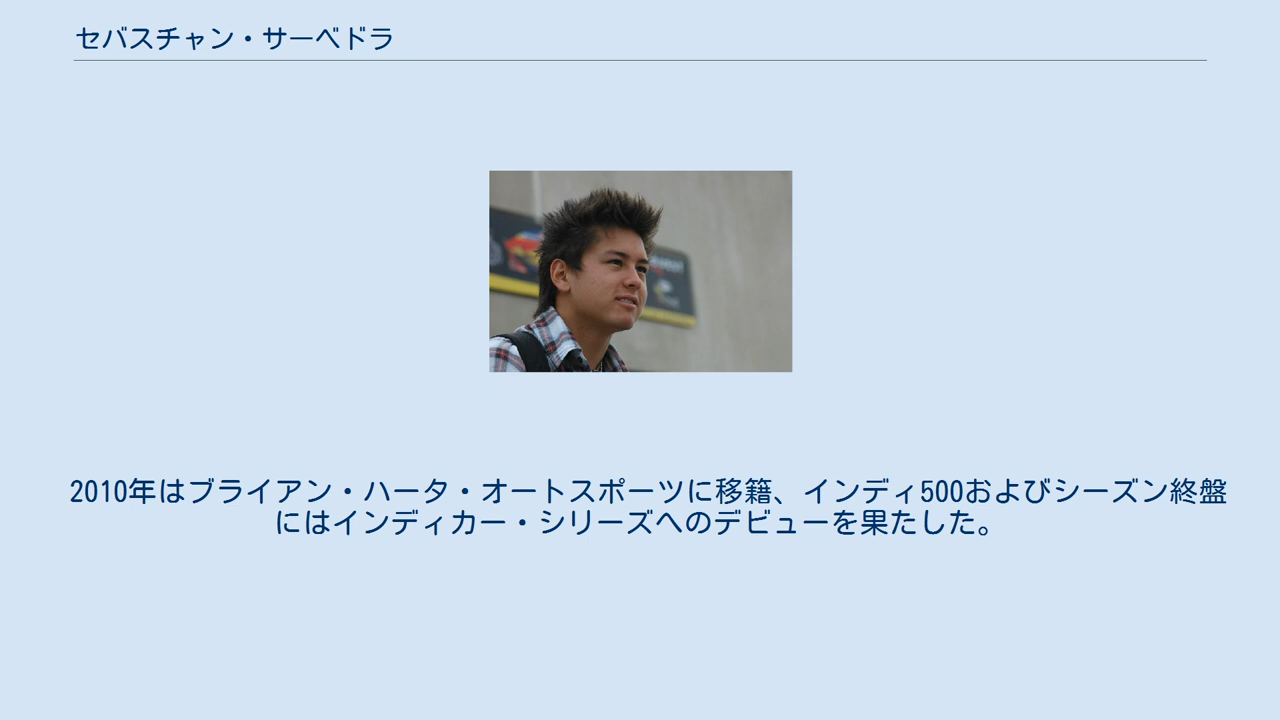 セバスチャン・サーベドラ
2010年はブライアン・ハータ・オートスポーツに移籍、インディ500およびシーズン終盤
にはインディカー・シリーズへのデビューを果たした。